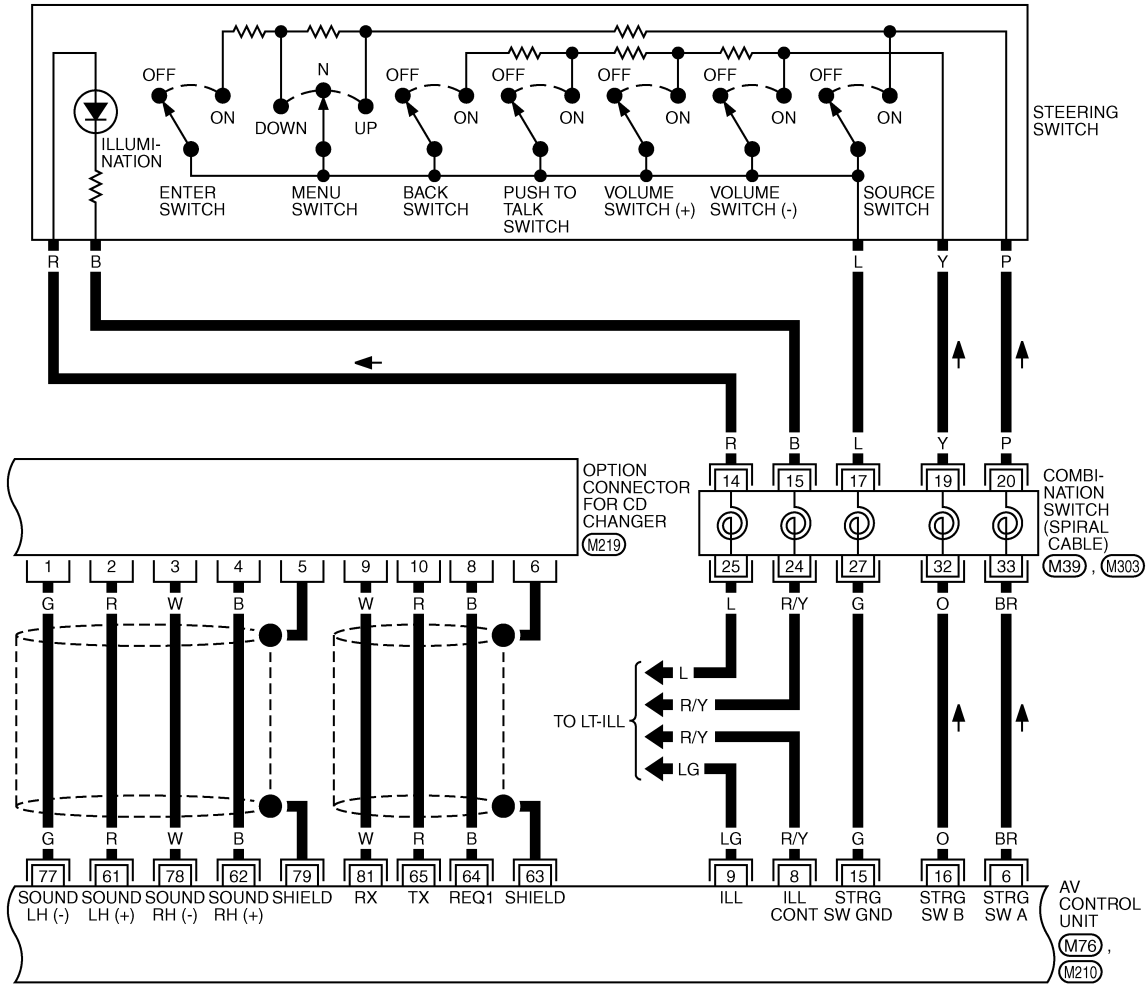 OFF
ON
N
DOWN
UP
OFF
ON
OFF
ON
OFF
ON
OFF
ON
OFF
ON
ILLUMI-
NATION
ENTER
SWITCH
MENU
SWITCH
BACK
SWITCH
PUSH TO
TALK
SWITCH
VOLUME
SWITCH (+)
VOLUME
SWITCH (-)
SOURCE
SWITCH
STEERING
SWITCH
R B L Y P
R B L Y P
14 15 17 19 20
COMBI-
NATION
SWITCH
(SPIRAL
CABLE)
M39 , M303
25 24 27 32 33
L R/Y G O BR
OPTION
CONNECTOR
FOR CD
CHANGER
M219
1 2 3 4 5 9 10 8 6
G R W B W R B
TO LT-ILL
L
R/Y
R/Y
LG
G R W B W R B LG R/Y G O BR
77 61 78 62 79 81 65 64 63 9 8 15 16 6
SOUND
LH (-)
SOUND
LH (+)
SOUND
RH (-)
SOUND
RH (+)
SHIELD
RX
TX
REQ1
SHIELD
ILL
ILL
CONT
STRG
SW GND
STRG
SW B
STRG
SW A
AV
CONTROL
UNIT
M76 ,
M210